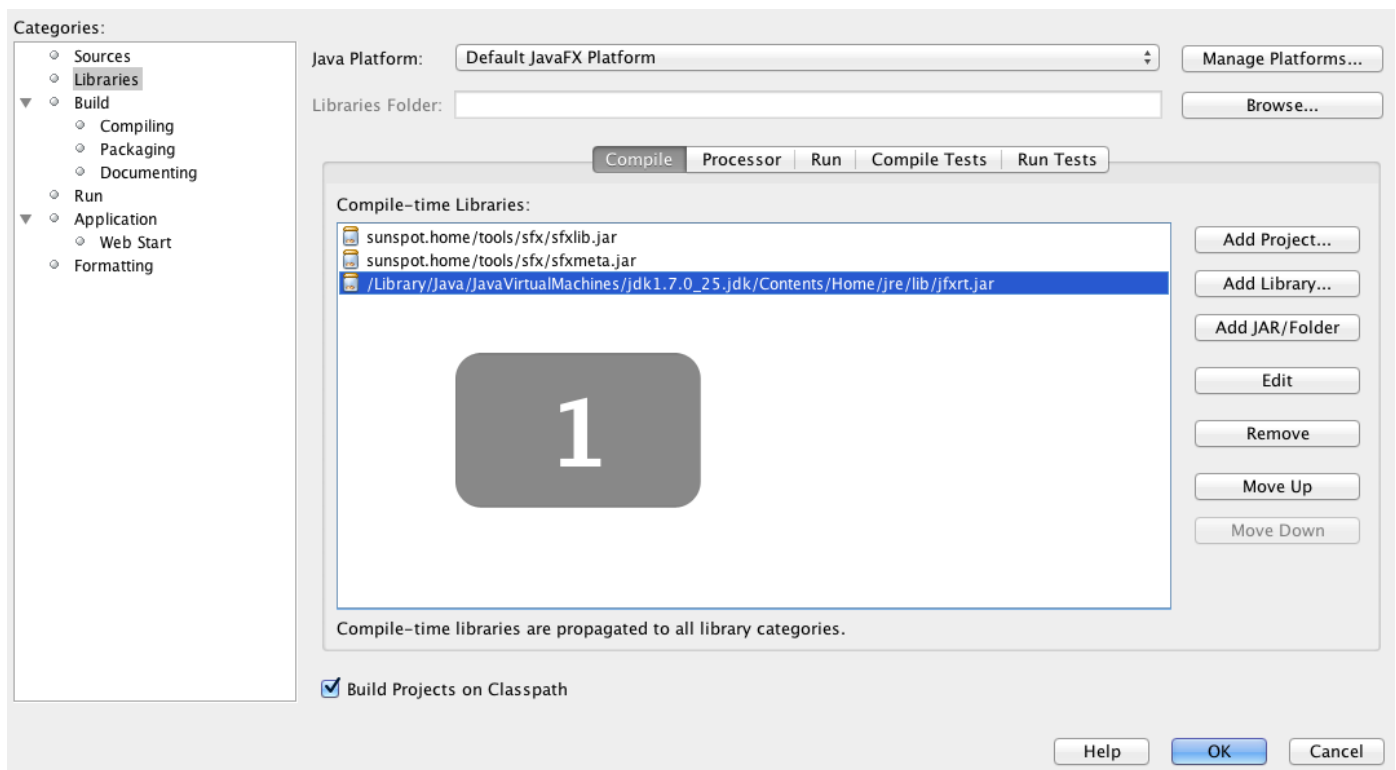 Categories:
Sources
Libraries
Build
Compiling
Packaging
Documenting
Run
Application
Web Start
Formatting
Java Platform: Default JavaFX Platform Manage Platforms...
Libraries Folder: Browse...
Compile Processor Run Compile Tests Run Tests
Compile-time Libraries:
sunspot.home/tools/sfx/sfxlib.jar
sunspot.home/tools/sfx/sfxmeta.jar
/Library/Java/JavaVirtualMachines/jdk1.7.0_25.jdk/Contents/Home/jre/lib/jfxrt.jar
1
Add Project...
Add Library...
Add JAR/Folder
Edit
Remove
Move Up
Move Down
Compile-time libraries are propagated to all library categories.
Build Projects on Classpath
Help OK Cancel